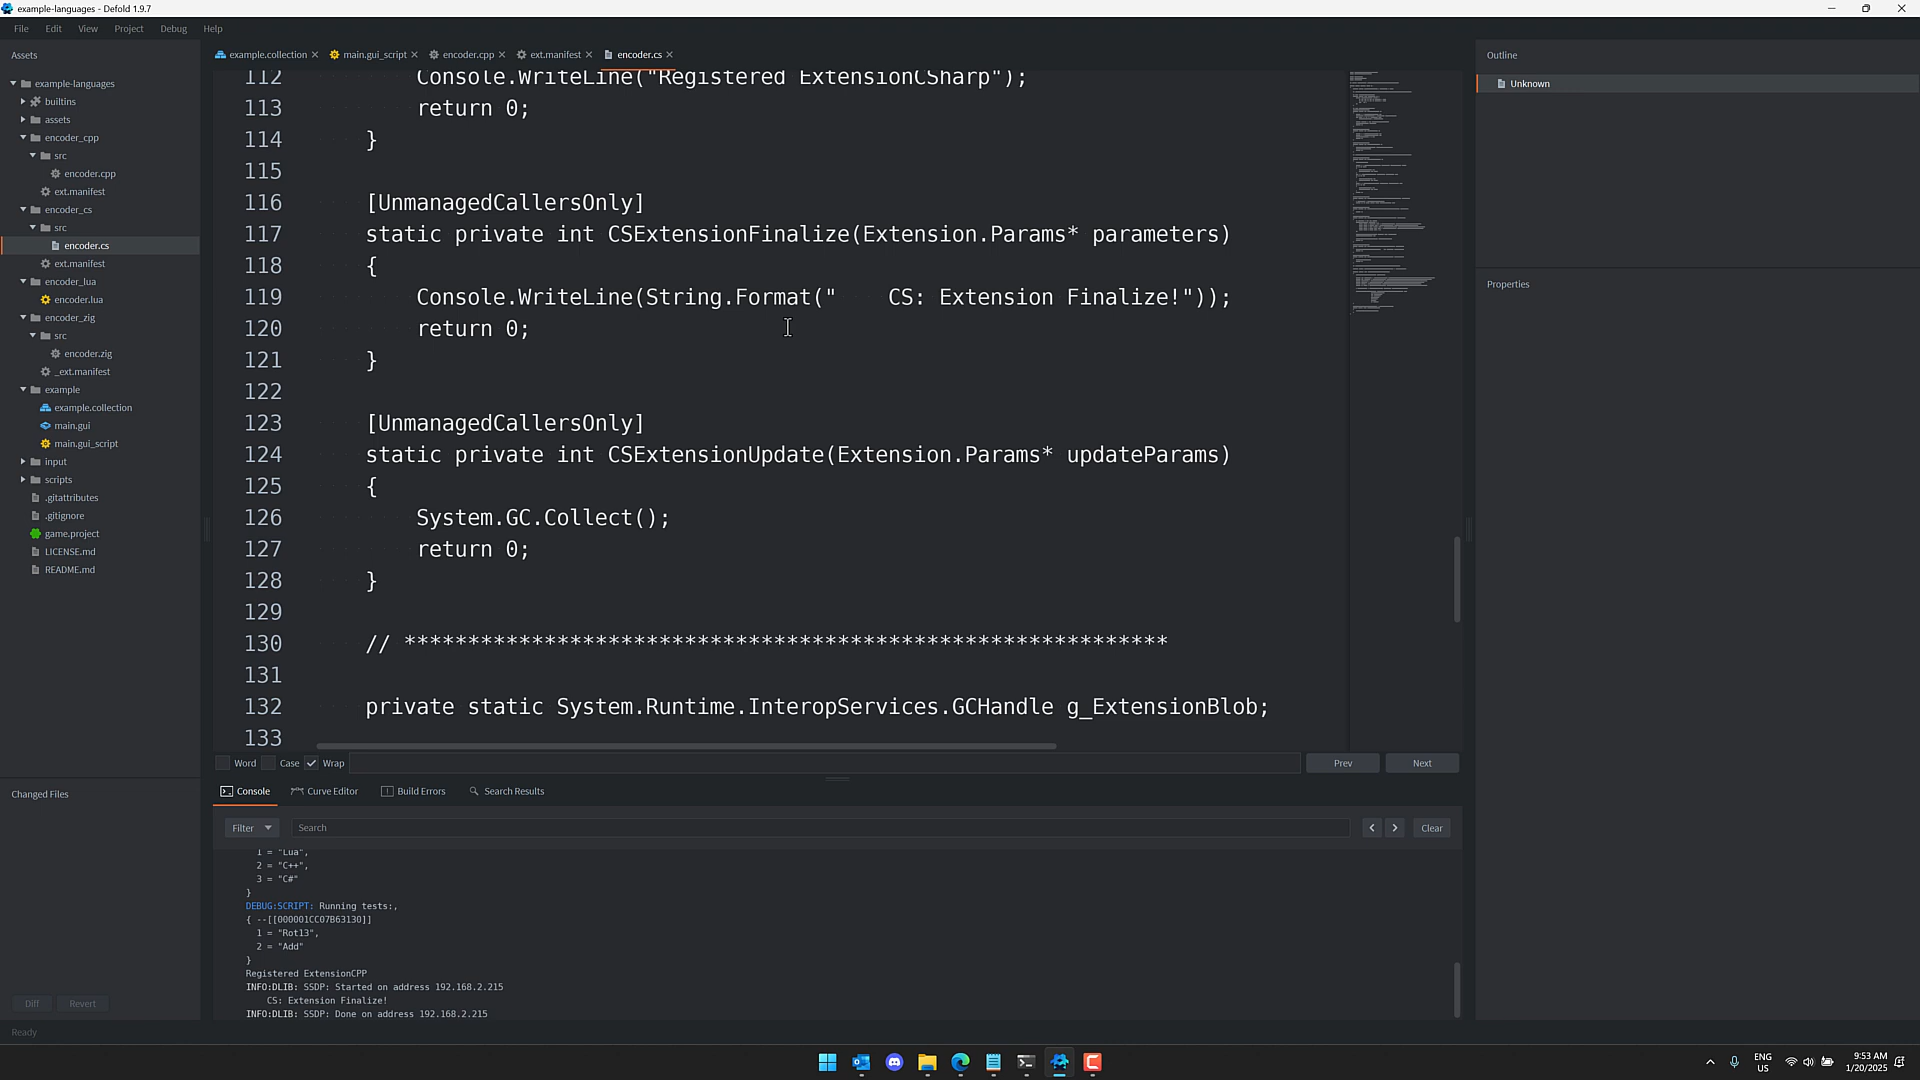 example-languages - Defold 1.9.7
File Edit View Project Debug Help
Assets
example-languages
builtins
assets
encoder_cpp
src
encoder.cpp
ext.manifest
encoder_cs
src
encoder.cs
ext.manifest
encoder_lua
encoder.lua
encoder_zig
src
encoder.zig
_ext.manifest
example
example.collection
main.gui
main.gui_script
input
scripts
.gitattributes
.gitignore
game.project
LICENSE.md
README.md
Changed Files
Diff Revert
Ready
example.collection main.gui_script encoder.cpp ext.manifest encoder.cs
112 Console.WriteLine("Registered ExtensionCSharp");
113 return 0;
114 }
115
116 [UnmanagedCallersOnly]
117 static private int CSExtensionFinalize(Extension.Params* parameters)
118 {
119 Console.WriteLine(String.Format("    CS: Extension Finalize!"));
120 return 0;
121 }
122
123 [UnmanagedCallersOnly]
124 static private int CSExtensionUpdate(Extension.Params* updateParams)
125 {
126 System.GC.Collect();
127 return 0;
128 }
129
130 // ************************************************************
131
132 private static System.Runtime.InteropServices.GCHandle g_ExtensionBlob;
133
Word Case Wrap Prev Next
Console Curve Editor Build Errors Search Results
Filter Search Clear
1 = "Lua",
2 = "C++",
3 = "C#"
}
DEBUG:SCRIPT: Running tests:,
{ --[[000001CC07B63130]]
1 = "Rot13",
2 = "Add"
}
Registered ExtensionCPP
INFO:DLIB: SSDP: Started on address 192.168.2.215
CS: Extension Finalize!
INFO:DLIB: SSDP: Done on address 192.168.2.215
Outline
Unknown
Properties
ENG
US
9:53 AM
1/20/2025